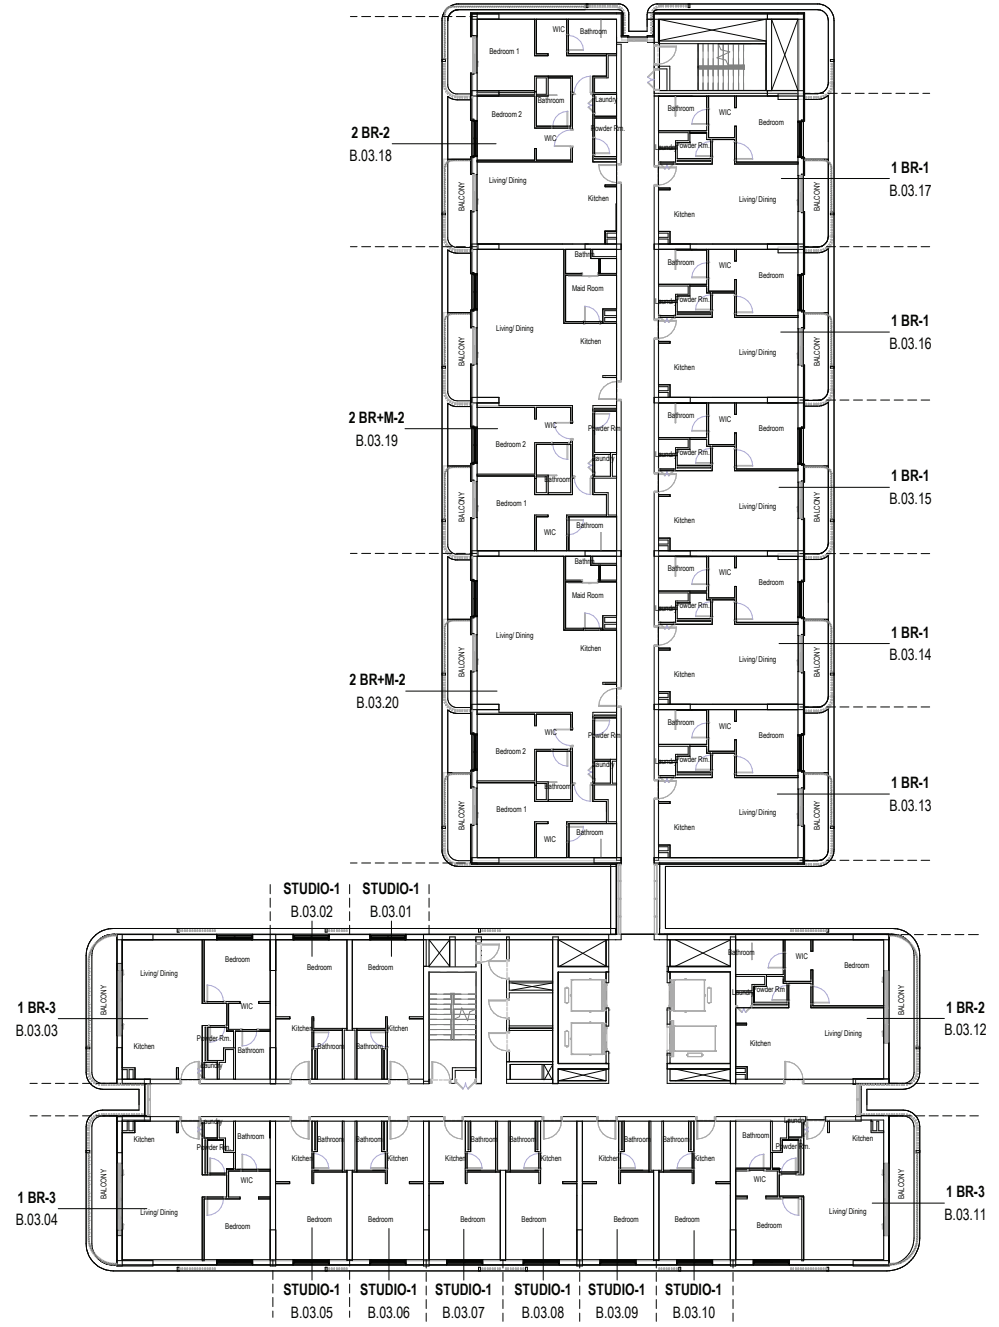 WIC
Bathroom
Bedroom 1
Bathroom
Laundry
Bedroom 2
Powder Rm.
WIC
2 BR-2
B.03.18
Living/ Dining
Kitchen
BALCONY
Bathroom
WIC
Bedroom
Laundry
Powder Rm.
1 BR-1
B.03.17
Living/ Dining
Kitchen
BALCONY
Maid Room
Living/ Dining
Kitchen
BALCONY
2 BR+M-2
B.03.19
WIC
Powder Rm
Bedroom 2
Laundry
Bathroom
Bedroom 1
WIC
Bathroom
BALCONY
Bathroom
WIC
Bedroom
Powder Rm.
1 BR-1
B.03.16
Living/ Dining
Kitchen
BALCONY
Bathroom
WIC
Bedroom
Powder Rm.
1 BR-1
B.03.15
Living/ Dining
Kitchen
BALCONY
Maid Room
Living/ Dining
Kitchen
BALCONY
2 BR+M-2
B.03.20
WIC
Powder Rm
Bedroom 2
Laundry
Bathroom
Bedroom 1
WIC
Bathroom
BALCONY
Bathroom
WIC
Bedroom
Powder Rm.
1 BR-1
B.03.14
Living/ Dining
Kitchen
BALCONY
Bathroom
WIC
Bedroom
Powder Rm.
1 BR-1
B.03.13
Living/ Dining
Kitchen
BALCONY
STUDIO-1
B.03.02
STUDIO-1
B.03.01
Living/ Dining
Bedroom
Bedroom
Bedroom
BALCONY
WIC
1 BR-3
B.03.03
Kitchen
Kitchen
Powder Rm.
Bathroom
Bathroom
Bathroom
Kitchen
Laundry
Bathroom
WIC
Bedroom
Powder Rm.
BALCONY
1 BR-2
B.03.12
Living/ Dining
Kitchen
Laundry
Kitchen
Bathroom
Powder Rm.
WIC
BALCONY
1 BR-3
B.03.04
Living/ Dining
Bedroom
Bathroom
Bathroom
Bathroom
Bathroom
Bathroom
Bathroom
Kitchen
Kitchen
Kitchen
Kitchen
Kitchen
Kitchen
Bedroom
Bedroom
Bedroom
Bedroom
Bedroom
Bedroom
Laundry
Bathroom
Powder Rm.
Kitchen
WIC
BALCONY
1 BR-3
B.03.11
Living/ Dining
Bedroom
STUDIO-1
B.03.05
STUDIO-1
B.03.06
STUDIO-1
B.03.07
STUDIO-1
B.03.08
STUDIO-1
B.03.09
STUDIO-1
B.03.10